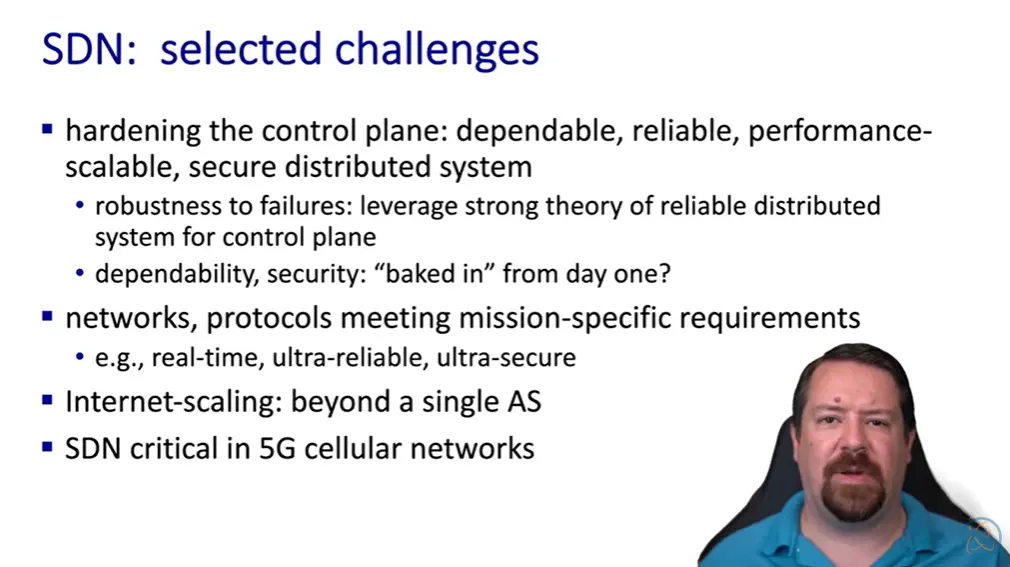 SDN: selected challenges
▪ hardening the control plane: dependable, reliable, performance-
scalable, secure distributed system
• robustness to failures: leverage strong theory of reliable distributed
system for control plane
• dependability, security: “baked in” from day one?
▪ networks, protocols meeting mission-specific requirements
• e.g., real-time, ultra-reliable, ultra-secure
▪ Internet-scaling: beyond a single AS
▪ SDN critical in 5G cellular networks